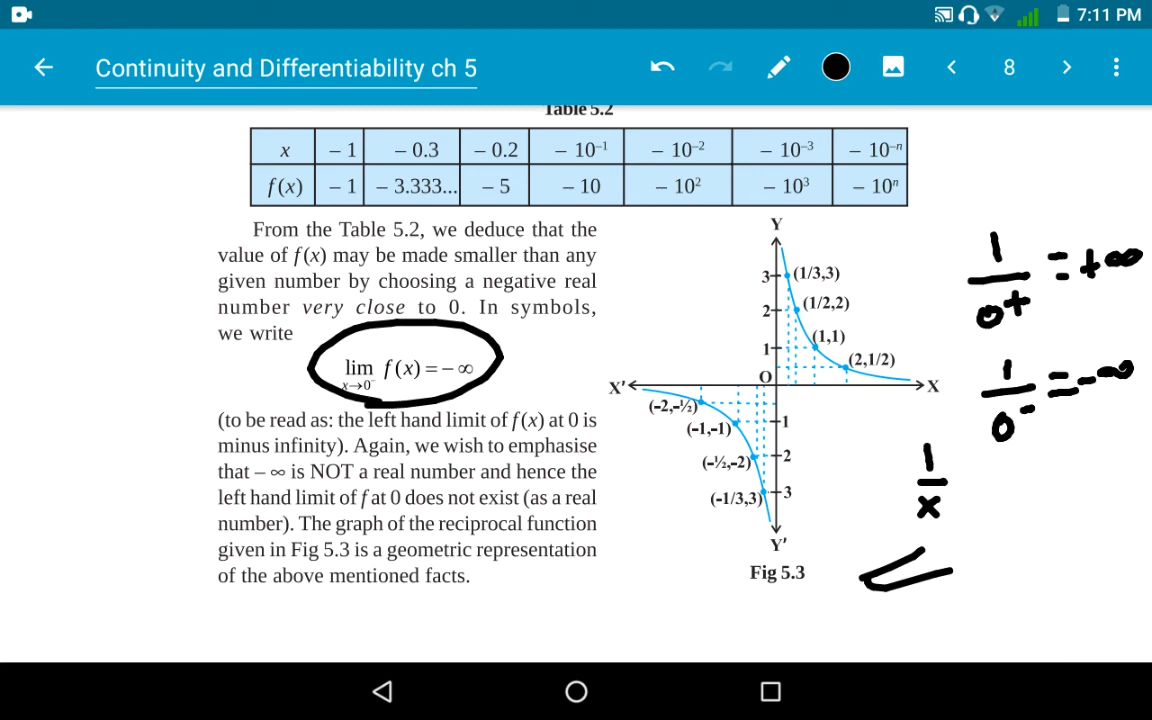 7:11 PM
Continuity and Differentiability ch 5
8
Table 5.2
x – 1 – 0.3 – 0.2 – 10⁻¹ – 10⁻² – 10⁻³ – 10⁻ⁿ
f(x) – 1 – 3.333... – 5 – 10 – 10² – 10³ – 10ⁿ
From the Table 5.2, we deduce that the
value of f(x) may be made smaller than any
given number by choosing a negative real
number very close to 0. In symbols,
we write
lim f(x) = – ∞
x→0⁻
(to be read as: the left hand limit of f(x) at 0 is
minus infinity). Again, we wish to emphasise
that – ∞ is NOT a real number and hence the
left hand limit of f at 0 does not exist (as a real
number). The graph of the reciprocal function
given in Fig 5.3 is a geometric representation
of the above mentioned facts.
Y
3 (1/3,3)
2 (1/2,2)
1 (1,1)
(2,1/2)
X' O X
(-2,-½)
(-1,-1) 1
(-½,-2) 2
(-1/3,3) 3
Y'
Fig 5.3
1/0⁺ = +∞
1/0⁻ = -∞
1/x